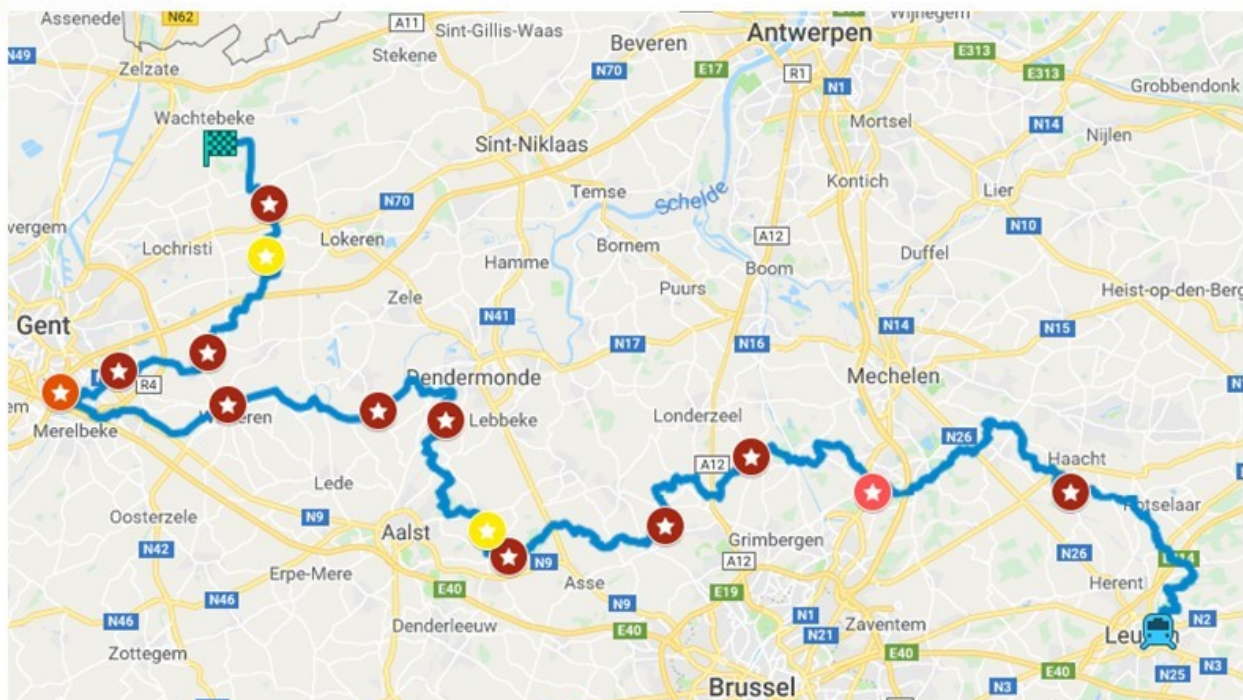 Assenede
N62
A11
Sint-Gillis-Waas
Beveren
Antwerpen
Wijnegem
E313
N49
Zelzate
Stekene
N70
E17
R1
N1
E313
Grobbendonk
Wachtebeke
Sint-Niklaas
Mortsel
N14
Nijlen
N70
Temse
Schelde
Kontich
Lier
Lochristi
Lokeren
Bornem
A12
N10
Hamme
Boom
Duffel
Zele
Puurs
Heist-op-den-Berg
Gent
N41
N14
N15
N17
N16
R4
Dendermonde
Mechelen
Merelbeke
Lebbeke
Londerzeel
N26
Lede
A12
Haacht
Oosterzele
N9
Aalst
Rotselaar
N42
N9
Grimbergen
N26
Erpe-Mere
Asse
A12
Herent
E40
E19
N46
N9
N1
N2
N46
Denderleeuw
E40
N21
Zaventem
Zottegem
E40
E40
N25
N3
Brussel
N3